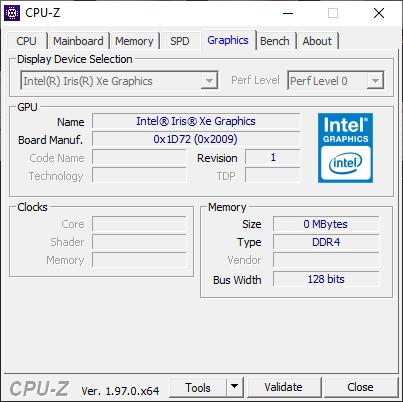 CPU-Z
CPU Mainboard Memory SPD Graphics Bench About
Display Device Selection
Intel(R) Iris(R) Xe Graphics Perf Level Perf Level 0
GPU
Name Intel® Iris® Xe Graphics
Board Manuf. 0x1D72 (0x2009)
Code Name Revision 1
Technology TDP
intel®
GRAPHICS
intel
Clocks
Core
Shader
Memory
Memory
Size 0 MBytes
Type DDR4
Vendor
Bus Width 128 bits
CPU-Z Ver. 1.97.0.x64 Tools Validate Close